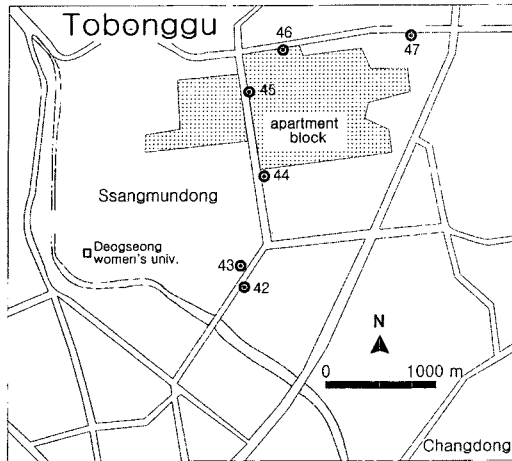 Tobonggu
46
47
45
apartment
block
44
Ssangmundong
Deogseong
women's univ.
43
42
N
0 1000 m
Changdong